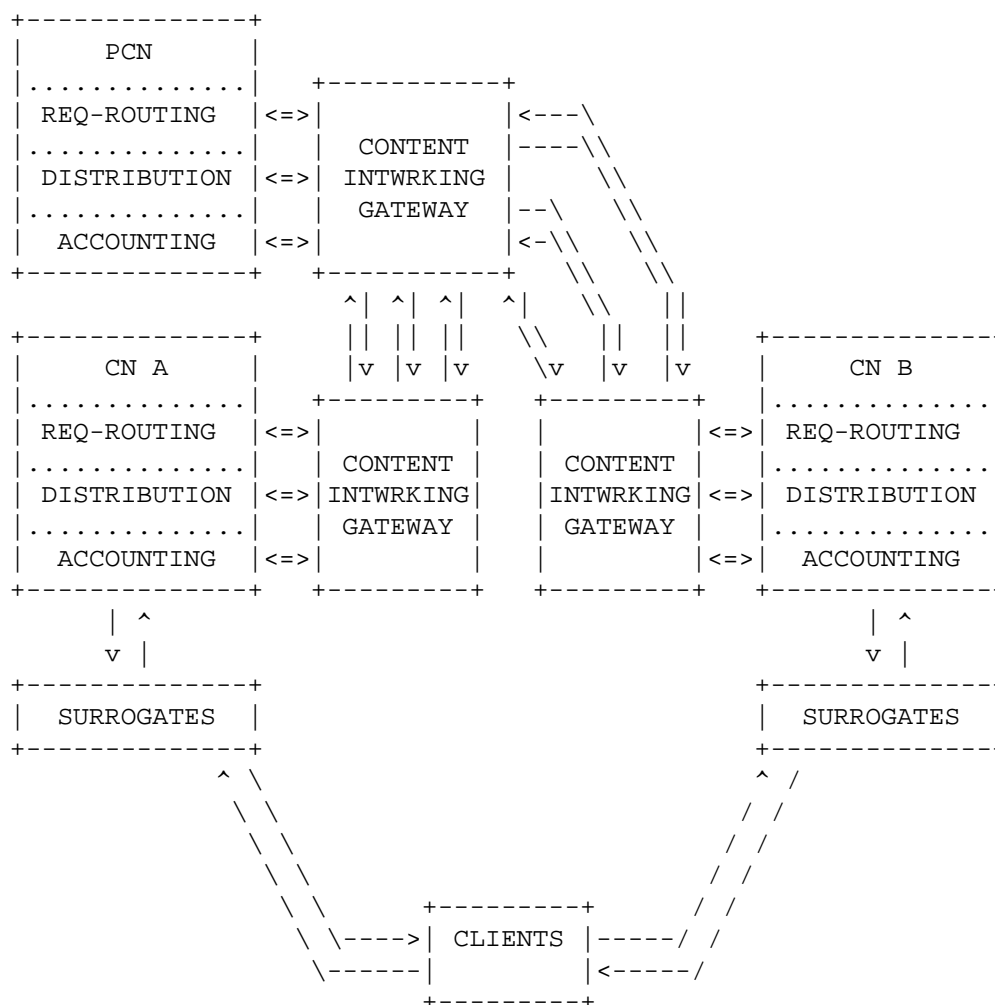 PCN
REQ-ROUTING
DISTRIBUTION
ACCOUNTING
CONTENT
INTWRKING
GATEWAY
CN A
REQ-ROUTING
DISTRIBUTION
ACCOUNTING
CONTENT
INTWRKING
GATEWAY
CONTENT
INTWRKING
GATEWAY
CN B
REQ-ROUTING
DISTRIBUTION
ACCOUNTING
SURROGATES
SURROGATES
CLIENTS